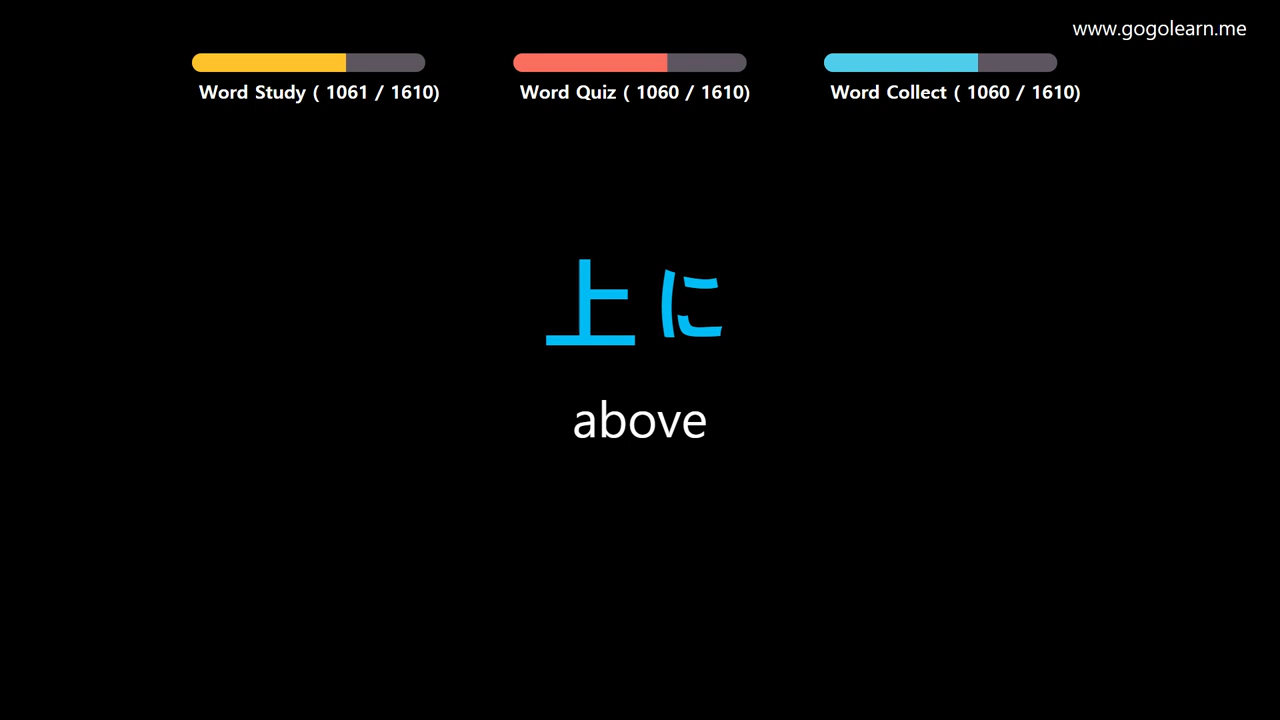 www.gogolearn.me
Word Study ( 1061 / 1610)
Word Quiz ( 1060 / 1610)
Word Collect ( 1060 / 1610)
上に
above